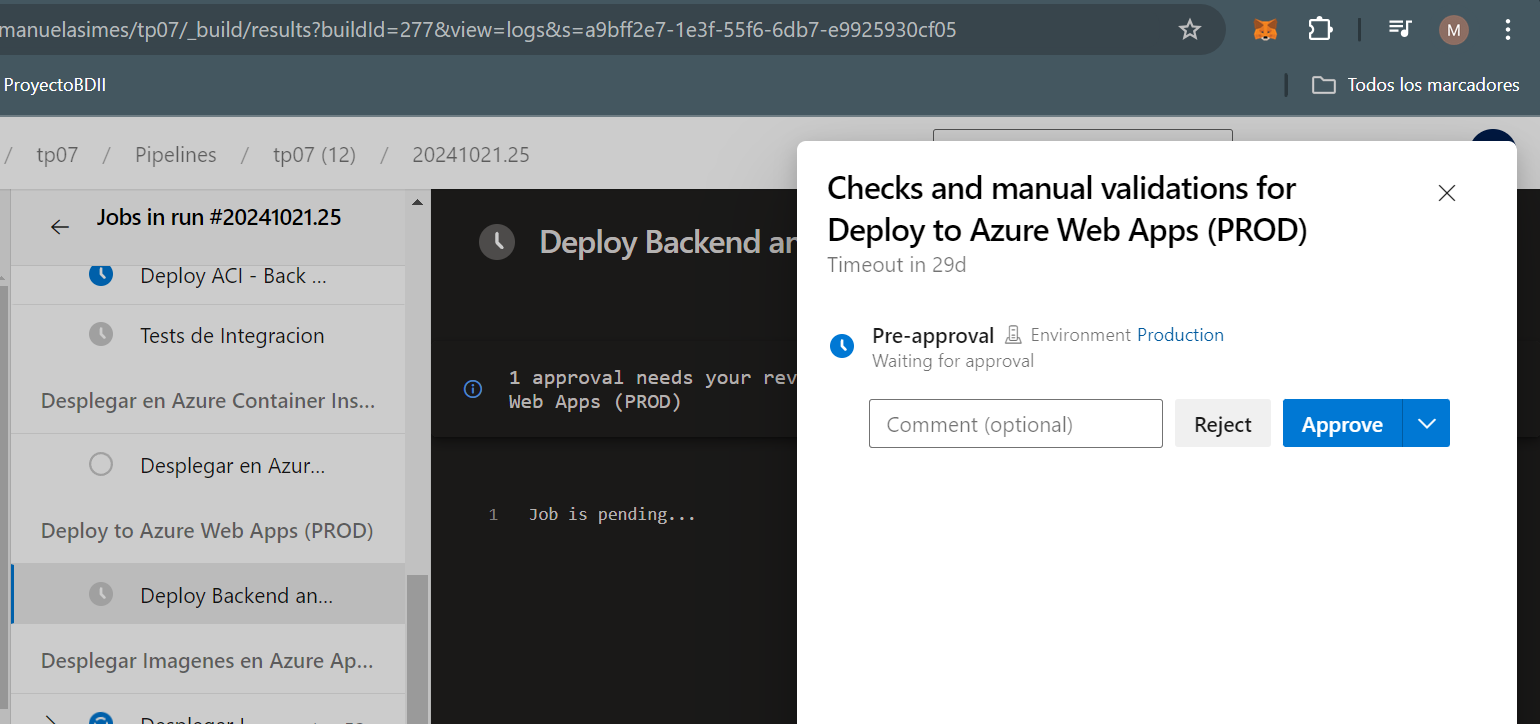 manuelasimes/tp07/_build/results?buildId=277&view=logs&s=a9bff2e7-1e3f-55f6-6db7-e9925930cf05
M
ProyectoBDII
Todos los marcadores
/ tp07 / Pipelines / tp07 (12) / 20241021.25
Jobs in run #20241021.25
Deploy ACI - Back ...
Tests de Integracion
Desplegar en Azure Container Ins...
Desplegar en Azur...
Deploy to Azure Web Apps (PROD)
Deploy Backend an...
Desplegar Imagenes en Azure Ap...
Deploy Backend an
1 approval needs your rev
Web Apps (PROD)
1 Job is pending...
Checks and manual validations for
Deploy to Azure Web Apps (PROD)
Timeout in 29d
Pre-approval Environment Production
Waiting for approval
Comment (optional)
Reject
Approve